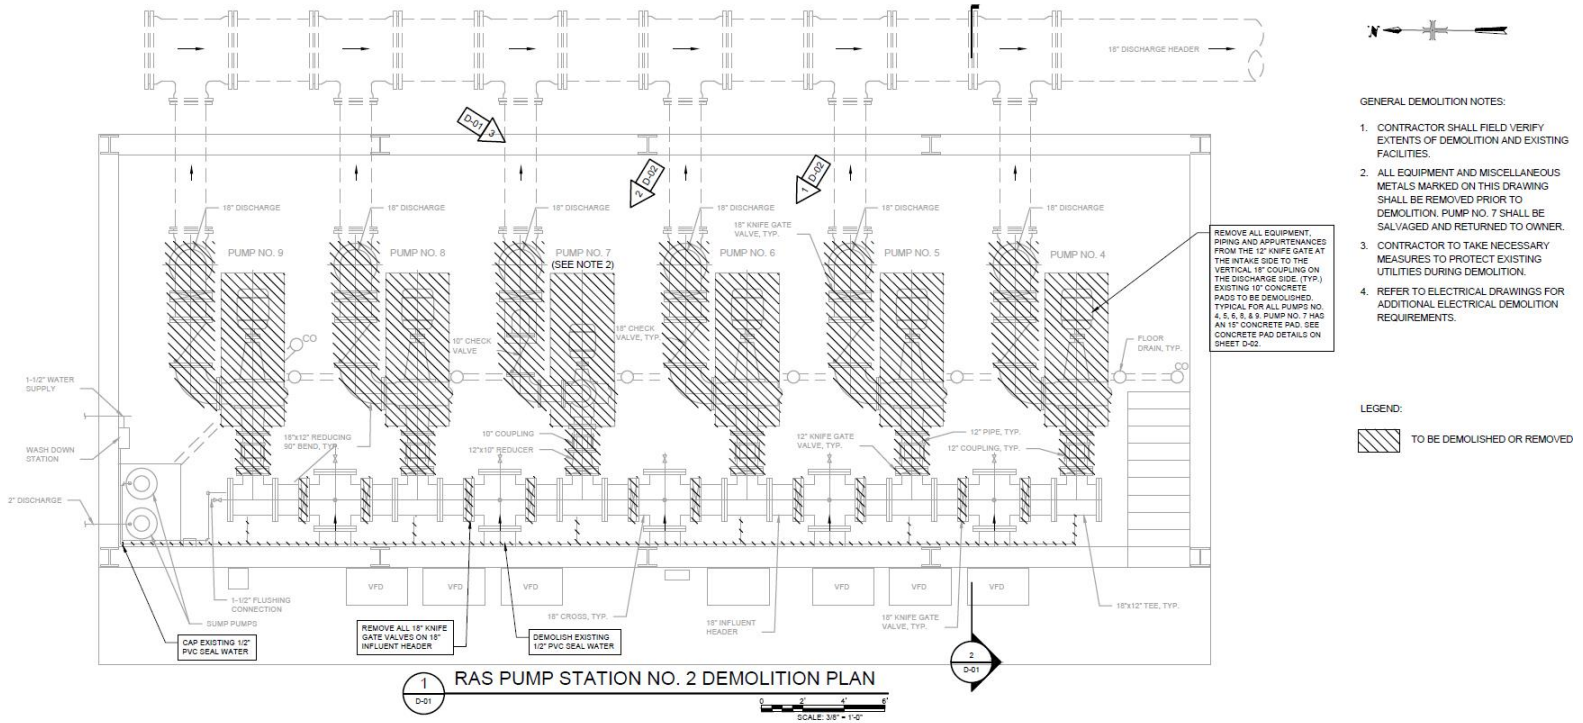 18" DISCHARGE HEADER
N
D-01 3
2 D-02
1 D-02
18" DISCHARGE
18" DISCHARGE
18" DISCHARGE
18" DISCHARGE
18" DISCHARGE
18" DISCHARGE
18" KNIFE GATE
VALVE, TYP.
PUMP NO. 9
PUMP NO. 8
PUMP NO. 7
(SEE NOTE 2)
PUMP NO. 6
PUMP NO. 5
PUMP NO. 4
REMOVE ALL EQUIPMENT,
PIPING AND APPURTENANCES
FROM THE 12" KNIFE GATE AT
THE INTAKE SIDE TO THE
VERTICAL 18" COUPLING ON
THE DISCHARGE SIDE. (TYP.)
EXISTING 10" CONCRETE
PADS TO BE DEMOLISHED.
TYPICAL FOR ALL PUMPS NO.
4, 5, 6, 8, & 9. PUMP NO. 7 HAS
AN 15" CONCRETE PAD. SEE
CONCRETE PAD DETAILS ON
SHEET D-02.
CO
10" CHECK
VALVE
18" CHECK
VALVE, TYP.
FLOOR
DRAIN, TYP.
CO
1-1/2" WATER
SUPPLY
WASH DOWN
STATION
2" DISCHARGE
18"x12" REDUCING
90° BEND, TYP.
10" COUPLING
12"x10" REDUCER
12" KNIFE GATE
VALVE, TYP.
12" PIPE, TYP.
12" COUPLING, TYP.
VFD
VFD
VFD
VFD
VFD
VFD
1-1/2" FLUSHING
CONNECTION
SUMP PUMPS
CAP EXISTING 1/2"
PVC SEAL WATER
REMOVE ALL 18" KNIFE
GATE VALVES ON 18"
INFLUENT HEADER
DEMOLISH EXISTING
1/2" PVC SEAL WATER
18" CROSS, TYP.
18" INFLUENT
HEADER
18" KNIFE GATE
VALVE, TYP.
18"x12" TEE, TYP.
2
D-01
1
D-01
RAS PUMP STATION NO. 2 DEMOLITION PLAN
0 2' 4' 6'
SCALE: 3/8" = 1'-0"
GENERAL DEMOLITION NOTES:
1. CONTRACTOR SHALL FIELD VERIFY
EXTENTS OF DEMOLITION AND EXISTING
FACILITIES.
2. ALL EQUIPMENT AND MISCELLANEOUS
METALS MARKED ON THIS DRAWING
SHALL BE REMOVED PRIOR TO
DEMOLITION. PUMP NO. 7 SHALL BE
SALVAGED AND RETURNED TO OWNER.
3. CONTRACTOR TO TAKE NECESSARY
MEASURES TO PROTECT EXISTING
UTILITIES DURING DEMOLITION.
4. REFER TO ELECTRICAL DRAWINGS FOR
ADDITIONAL ELECTRICAL DEMOLITION
REQUIREMENTS.
LEGEND:
TO BE DEMOLISHED OR REMOVED